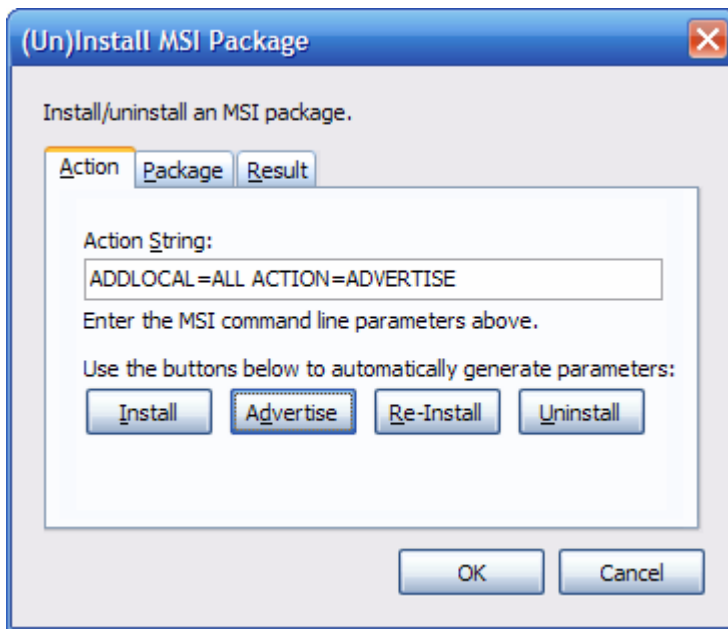 (Un)Install MSI Package
Install/uninstall an MSI package.
Action Package Result
Action String:
ADDLOCAL=ALL ACTION=ADVERTISE
Enter the MSI command line parameters above.
Use the buttons below to automatically generate parameters:
Install Advertise Re-Install Uninstall
OK Cancel